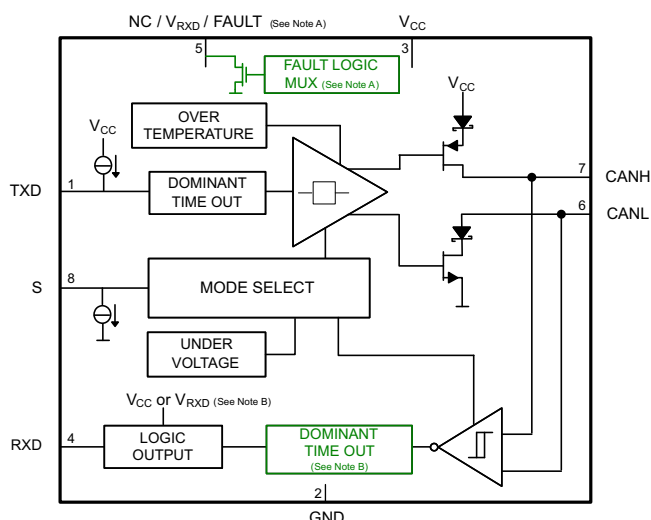 NC / VRXD / FAULT (See Note A)
VCC
5
3
FAULT LOGIC
MUX (See Note A)
VCC
OVER
TEMPERATURE
VCC
7
CANH
TXD
1
DOMINANT
TIME OUT
6
CANL
S
8
MODE SELECT
UNDER
VOLTAGE
VCC or VRXD (See Note B)
RXD
4
LOGIC
OUTPUT
DOMINANT
TIME OUT
(See Note B)
2
GND